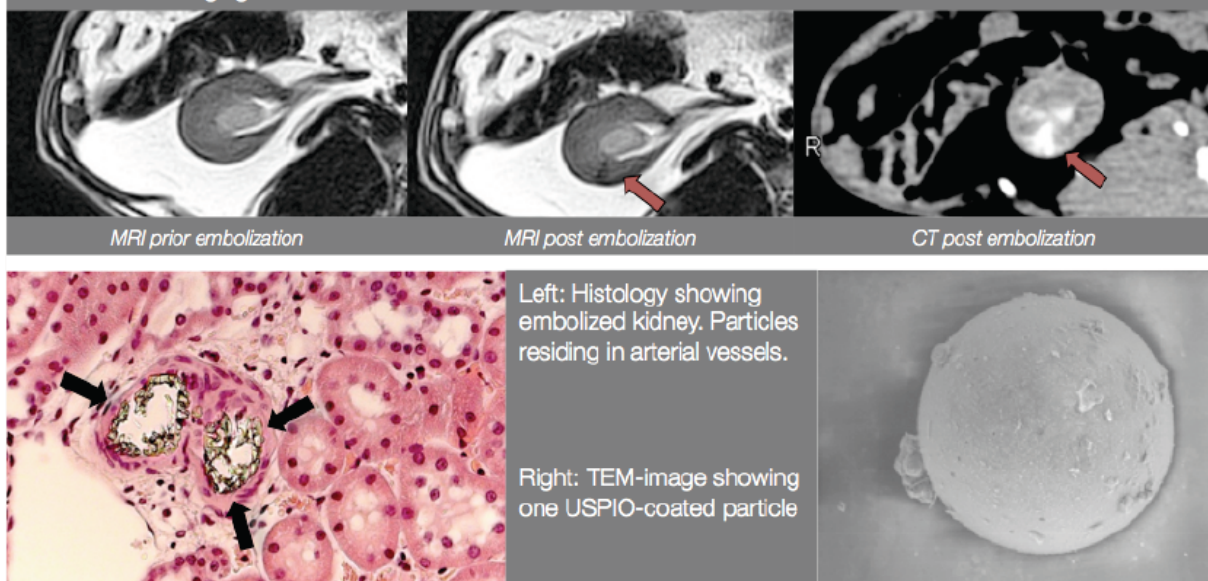 R
MRI prior embolization
MRI post embolization
CT post embolization
Left: Histology showing
embolized kidney. Particles
residing in arterial vessels.
Right: TEM-image showing
one USPIO-coated particle